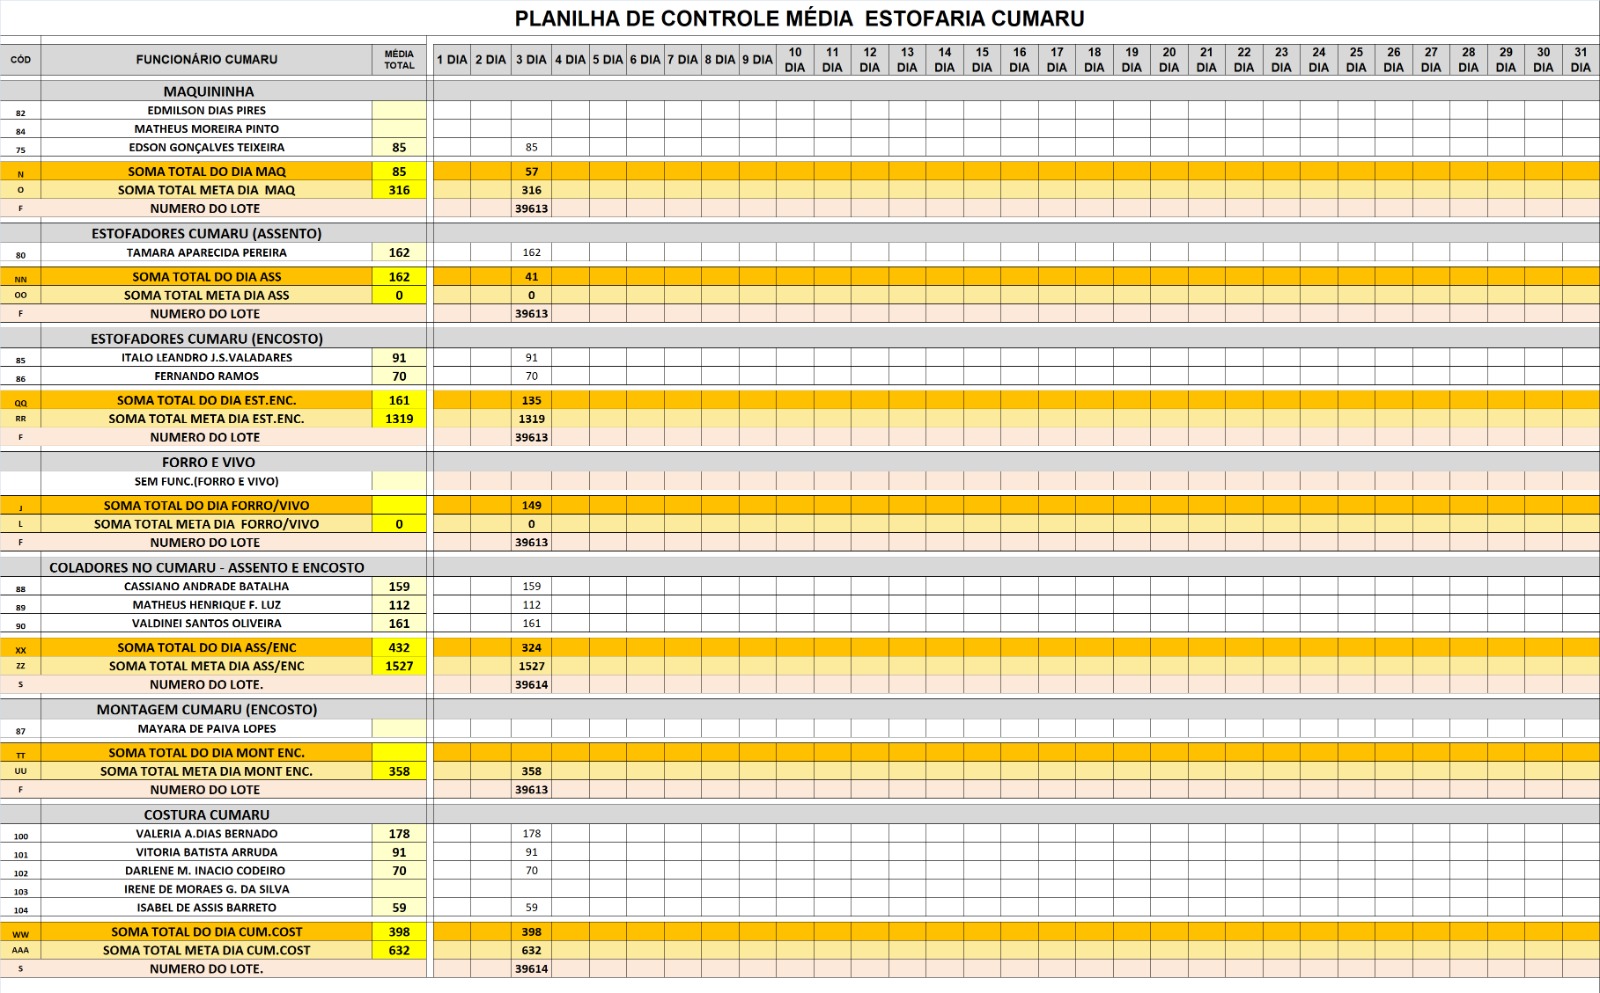 PLANILHA DE CONTROLE MÉDIA  ESTOFARIA CUMARU
CÓD FUNCIONÁRIO CUMARU MÉDIA TOTAL 1 DIA 2 DIA 3 DIA 4 DIA 5 DIA 6 DIA 7 DIA 8 DIA 9 DIA 10 DIA 11 DIA 12 DIA 13 DIA 14 DIA 15 DIA 16 DIA 17 DIA 18 DIA 19 DIA 20 DIA 21 DIA 22 DIA 23 DIA 24 DIA 25 DIA 26 DIA 27 DIA 28 DIA 29 DIA 30 DIA 31 DIA
MAQUININHA
82 EDMILSON DIAS PIRES
84 MATHEUS MOREIRA PINTO
75 EDSON GONÇALVES TEIXEIRA 85 85
N SOMA TOTAL DO DIA MAQ 85 57
O SOMA TOTAL META DIA  MAQ 316 316
F NUMERO DO LOTE 39613
ESTOFADORES CUMARU (ASSENTO)
80 TAMARA APARECIDA PEREIRA 162 162
NN SOMA TOTAL DO DIA ASS 162 41
OO SOMA TOTAL META DIA ASS 0 0
F NUMERO DO LOTE 39613
ESTOFADORES CUMARU (ENCOSTO)
85 ITALO LEANDRO J.S.VALADARES 91 91
86 FERNANDO RAMOS 70 70
QQ SOMA TOTAL DO DIA EST.ENC. 161 135
RR SOMA TOTAL META DIA EST.ENC. 1319 1319
F NUMERO DO LOTE 39613
FORRO E VIVO
SEM FUNC.(FORRO E VIVO)
J SOMA TOTAL DO DIA FORRO/VIVO 149
L SOMA TOTAL META DIA  FORRO/VIVO 0 0
F NUMERO DO LOTE 39613
COLADORES NO CUMARU - ASSENTO E ENCOSTO
88 CASSIANO ANDRADE BATALHA 159 159
89 MATHEUS HENRIQUE F. LUZ 112 112
90 VALDINEI SANTOS OLIVEIRA 161 161
XX SOMA TOTAL DO DIA ASS/ENC 432 324
ZZ SOMA TOTAL META DIA ASS/ENC 1527 1527
S NUMERO DO LOTE. 39614
MONTAGEM CUMARU (ENCOSTO)
87 MAYARA DE PAIVA LOPES
TT SOMA TOTAL DO DIA MONT ENC.
UU SOMA TOTAL META DIA MONT ENC. 358 358
F NUMERO DO LOTE 39613
COSTURA CUMARU
100 VALERIA A.DIAS BERNADO 178 178
101 VITORIA BATISTA ARRUDA 91 91
102 DARLENE M. INACIO CODEIRO 70 70
103 IRENE DE MORAES G. DA SILVA
104 ISABEL DE ASSIS BARRETO 59 59
WW SOMA TOTAL DO DIA CUM.COST 398 398
AAA SOMA TOTAL META DIA CUM.COST 632 632
S NUMERO DO LOTE. 39614